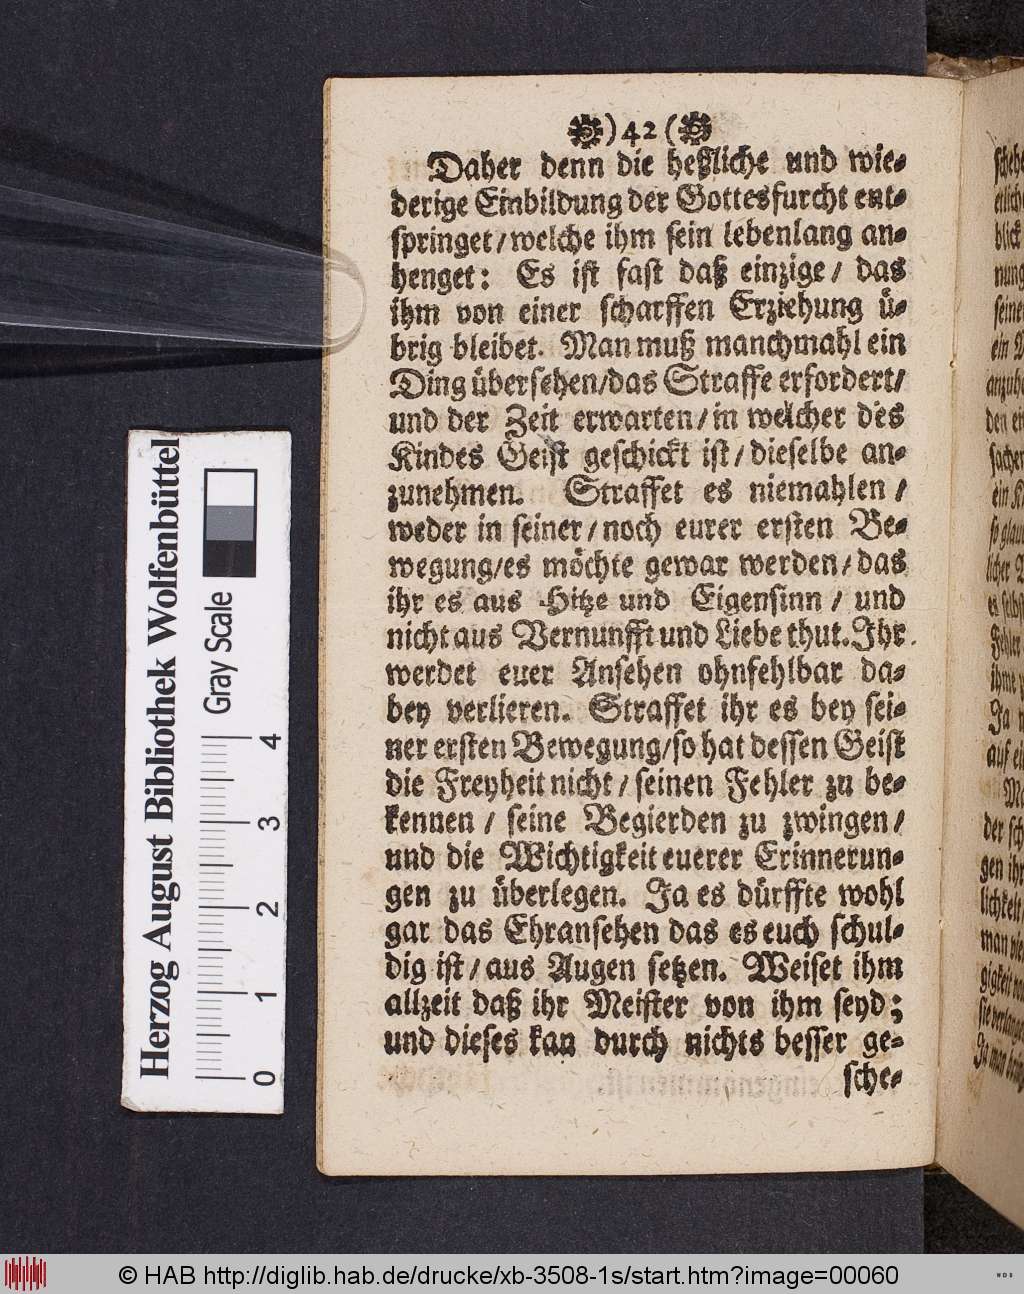 ) 42 (
Daher denn die heßliche und wie-
derige Einbildung der Gottesfurcht ent-
springet/welche ihm sein lebenlang an-
henget: Es ist fast daß einzige/ das
ihm von einer scharffen Erziehung ü-
brig bleibet. Man muß manchmahl ein
Ding übersehen/das Straffe erfordert/
und der Zeit erwarten/in welcher des
Kindes Geist geschickt ist/dieselbe an-
zunehmen. Straffet es niemahlen /
weder in seiner/noch eurer ersten Be-
wegung/es möchte gewar werden/das
ihr es aus Hitze und Eigensinn / und
nicht aus Vernunfft und Liebe thut. Ihr
werdet euer Ansehen ohnfehlbar da-
bey verlieren. Straffet ihr es bey sei-
ner ersten Bewegung/so hat dessen Geist
die Freyheit nicht/seinen Fehler zu be-
kennen / seine Begierden zu zwingen/
und die Wichtigkeit euerer Erinnerun-
gen zu überlegen. Ja es dürffte wohl
gar das Ehransehen das es euch schul-
dig ist/aus Augen setzen. Weiset ihm
allzeit daß ihr Meister von ihm seyd;
und dieses kan durch nichts besser ge-
sche-
Herzog August Bibliothek Wolfenbüttel
Gray Scale
0 1 2 3 4
© HAB http://diglib.hab.de/drucke/xb-3508-1s/start.htm?image=00060